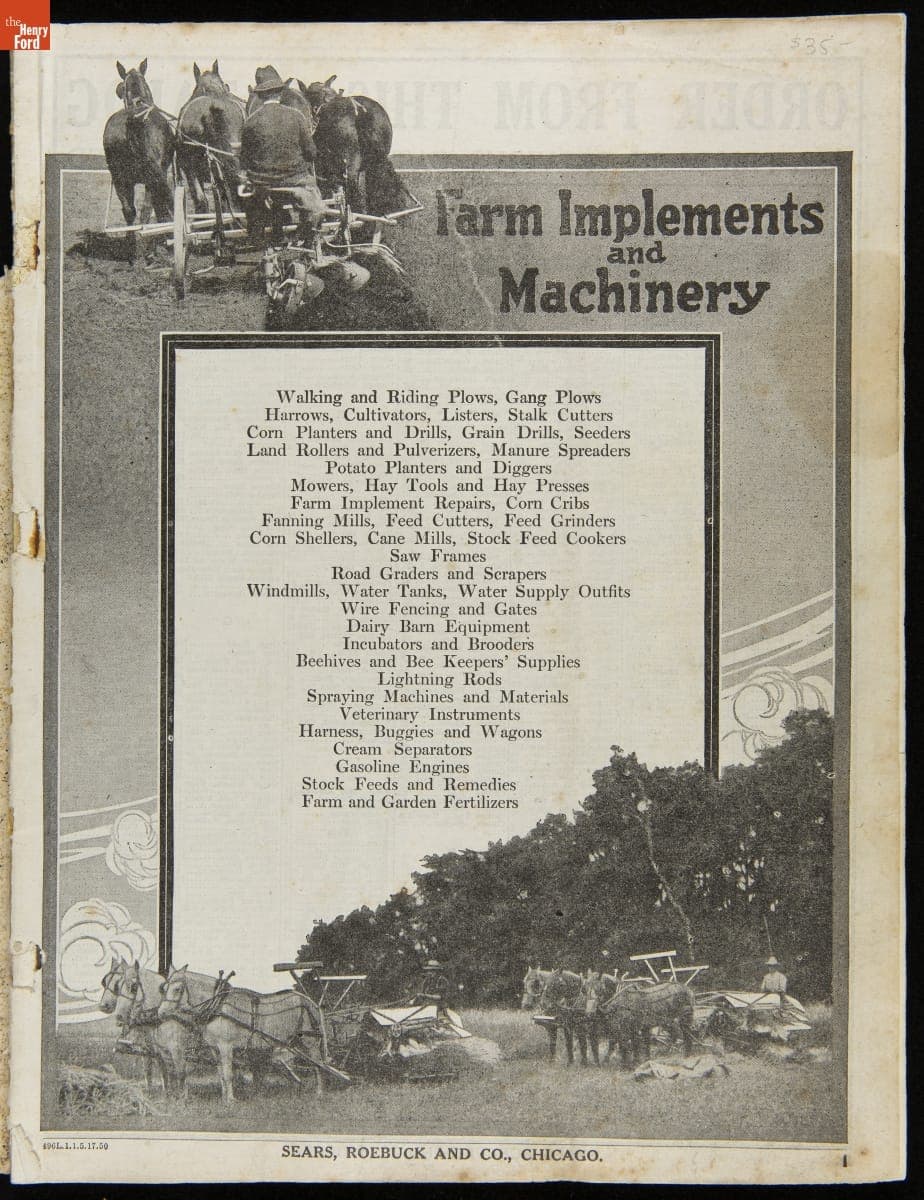 the
Henry
Ford
$35-
ORDER FROM THIS CATALOG
Farm Implements
and
Machinery
Walking and Riding Plows, Gang Plows
Harrows, Cultivators, Listers, Stalk Cutters
Corn Planters and Drills, Grain Drills, Seeders
Land Rollers and Pulverizers, Manure Spreaders
Potato Planters and Diggers
Mowers, Hay Tools and Hay Presses
Farm Implement Repairs, Corn Cribs
Fanning Mills, Feed Cutters, Feed Grinders
Corn Shellers, Cane Mills, Stock Feed Cookers
Saw Frames
Road Graders and Scrapers
Windmills, Water Tanks, Water Supply Outfits
Wire Fencing and Gates
Dairy Barn Equipment
Incubators and Brooders
Beehives and Bee Keepers' Supplies
Lightning Rods
Spraying Machines and Materials
Veterinary Instruments
Harness, Buggies and Wagons
Cream Separators
Gasoline Engines
Stock Feeds and Remedies
Farm and Garden Fertilizers
496L.1.1.5.17.50
SEARS, ROEBUCK AND CO., CHICAGO.
1